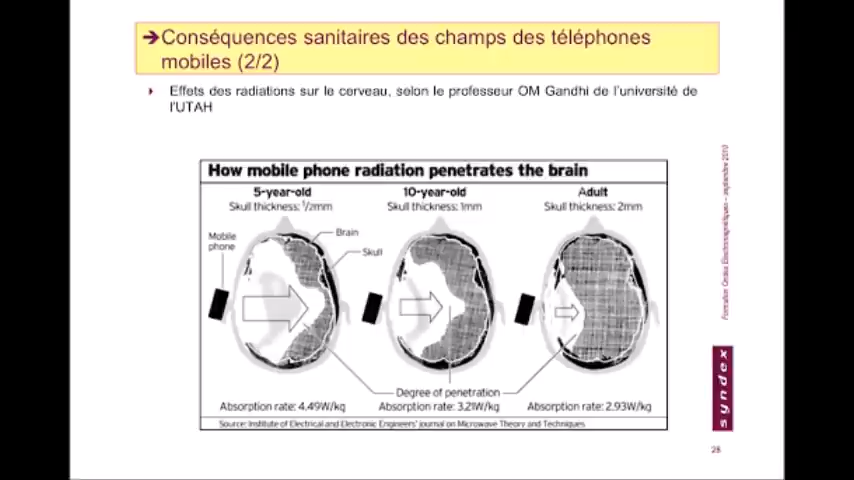 ➔Conséquences sanitaires des champs des téléphones
mobiles (2/2)
Effets des radiations sur le cerveau, selon le professeur OM Gandhi de l'université de
l'UTAH
How mobile phone radiation penetrates the brain
5-year-old
Skull thickness: 1/2mm
10-year-old
Skull thickness: 1mm
Adult
Skull thickness: 2mm
Mobile
phone
Brain
Skull
Degree of penetration
Absorption rate: 4.49W/kg
Absorption rate: 3.21W/kg
Absorption rate: 2.93W/kg
Source: Institute of Electrical and Electronic Engineers' Journal on Microwave Theory and Techniques
Formation Ondes Electromagnétiques – septembre 2010
syndex